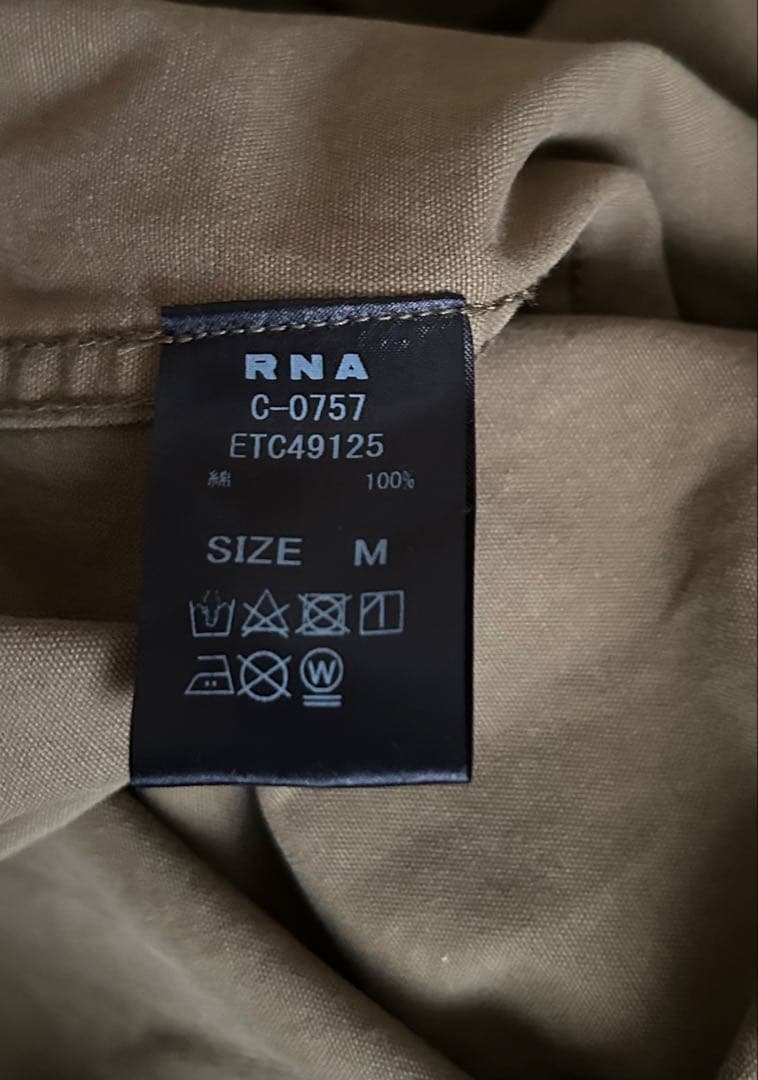 RNA
C-0757
ETC49125
綿 100%
SIZE M
W